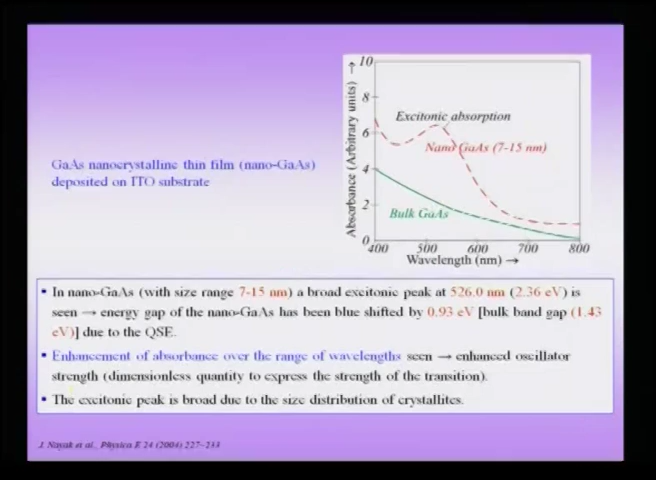 GaAs nanocrystalline thin film (nano-GaAs)
deposited on ITO substrate
Absorbance (Arbitrary units) →
10
8
6
4
2
0
Excitonic absorption
Nano GaAs (7-15 nm)
Bulk GaAs
400 500 600 700 800
Wavelength (nm) →
• In nano-GaAs (with size range 7-15 nm) a broad excitonic peak at 526.0 nm (2.36 eV) is
seen → energy gap of the nano-GaAs has been blue shifted by 0.93 eV [bulk band gap (1.43
eV)] due to the QSE.
• Enhancement of absorbance over the range of wavelengths seen → enhanced oscillator
strength (dimensionless quantity to express the strength of the transition).
• The excitonic peak is broad due to the size distribution of crystallites.
J. Nayak et al., Physica E 24 (2004) 227-233